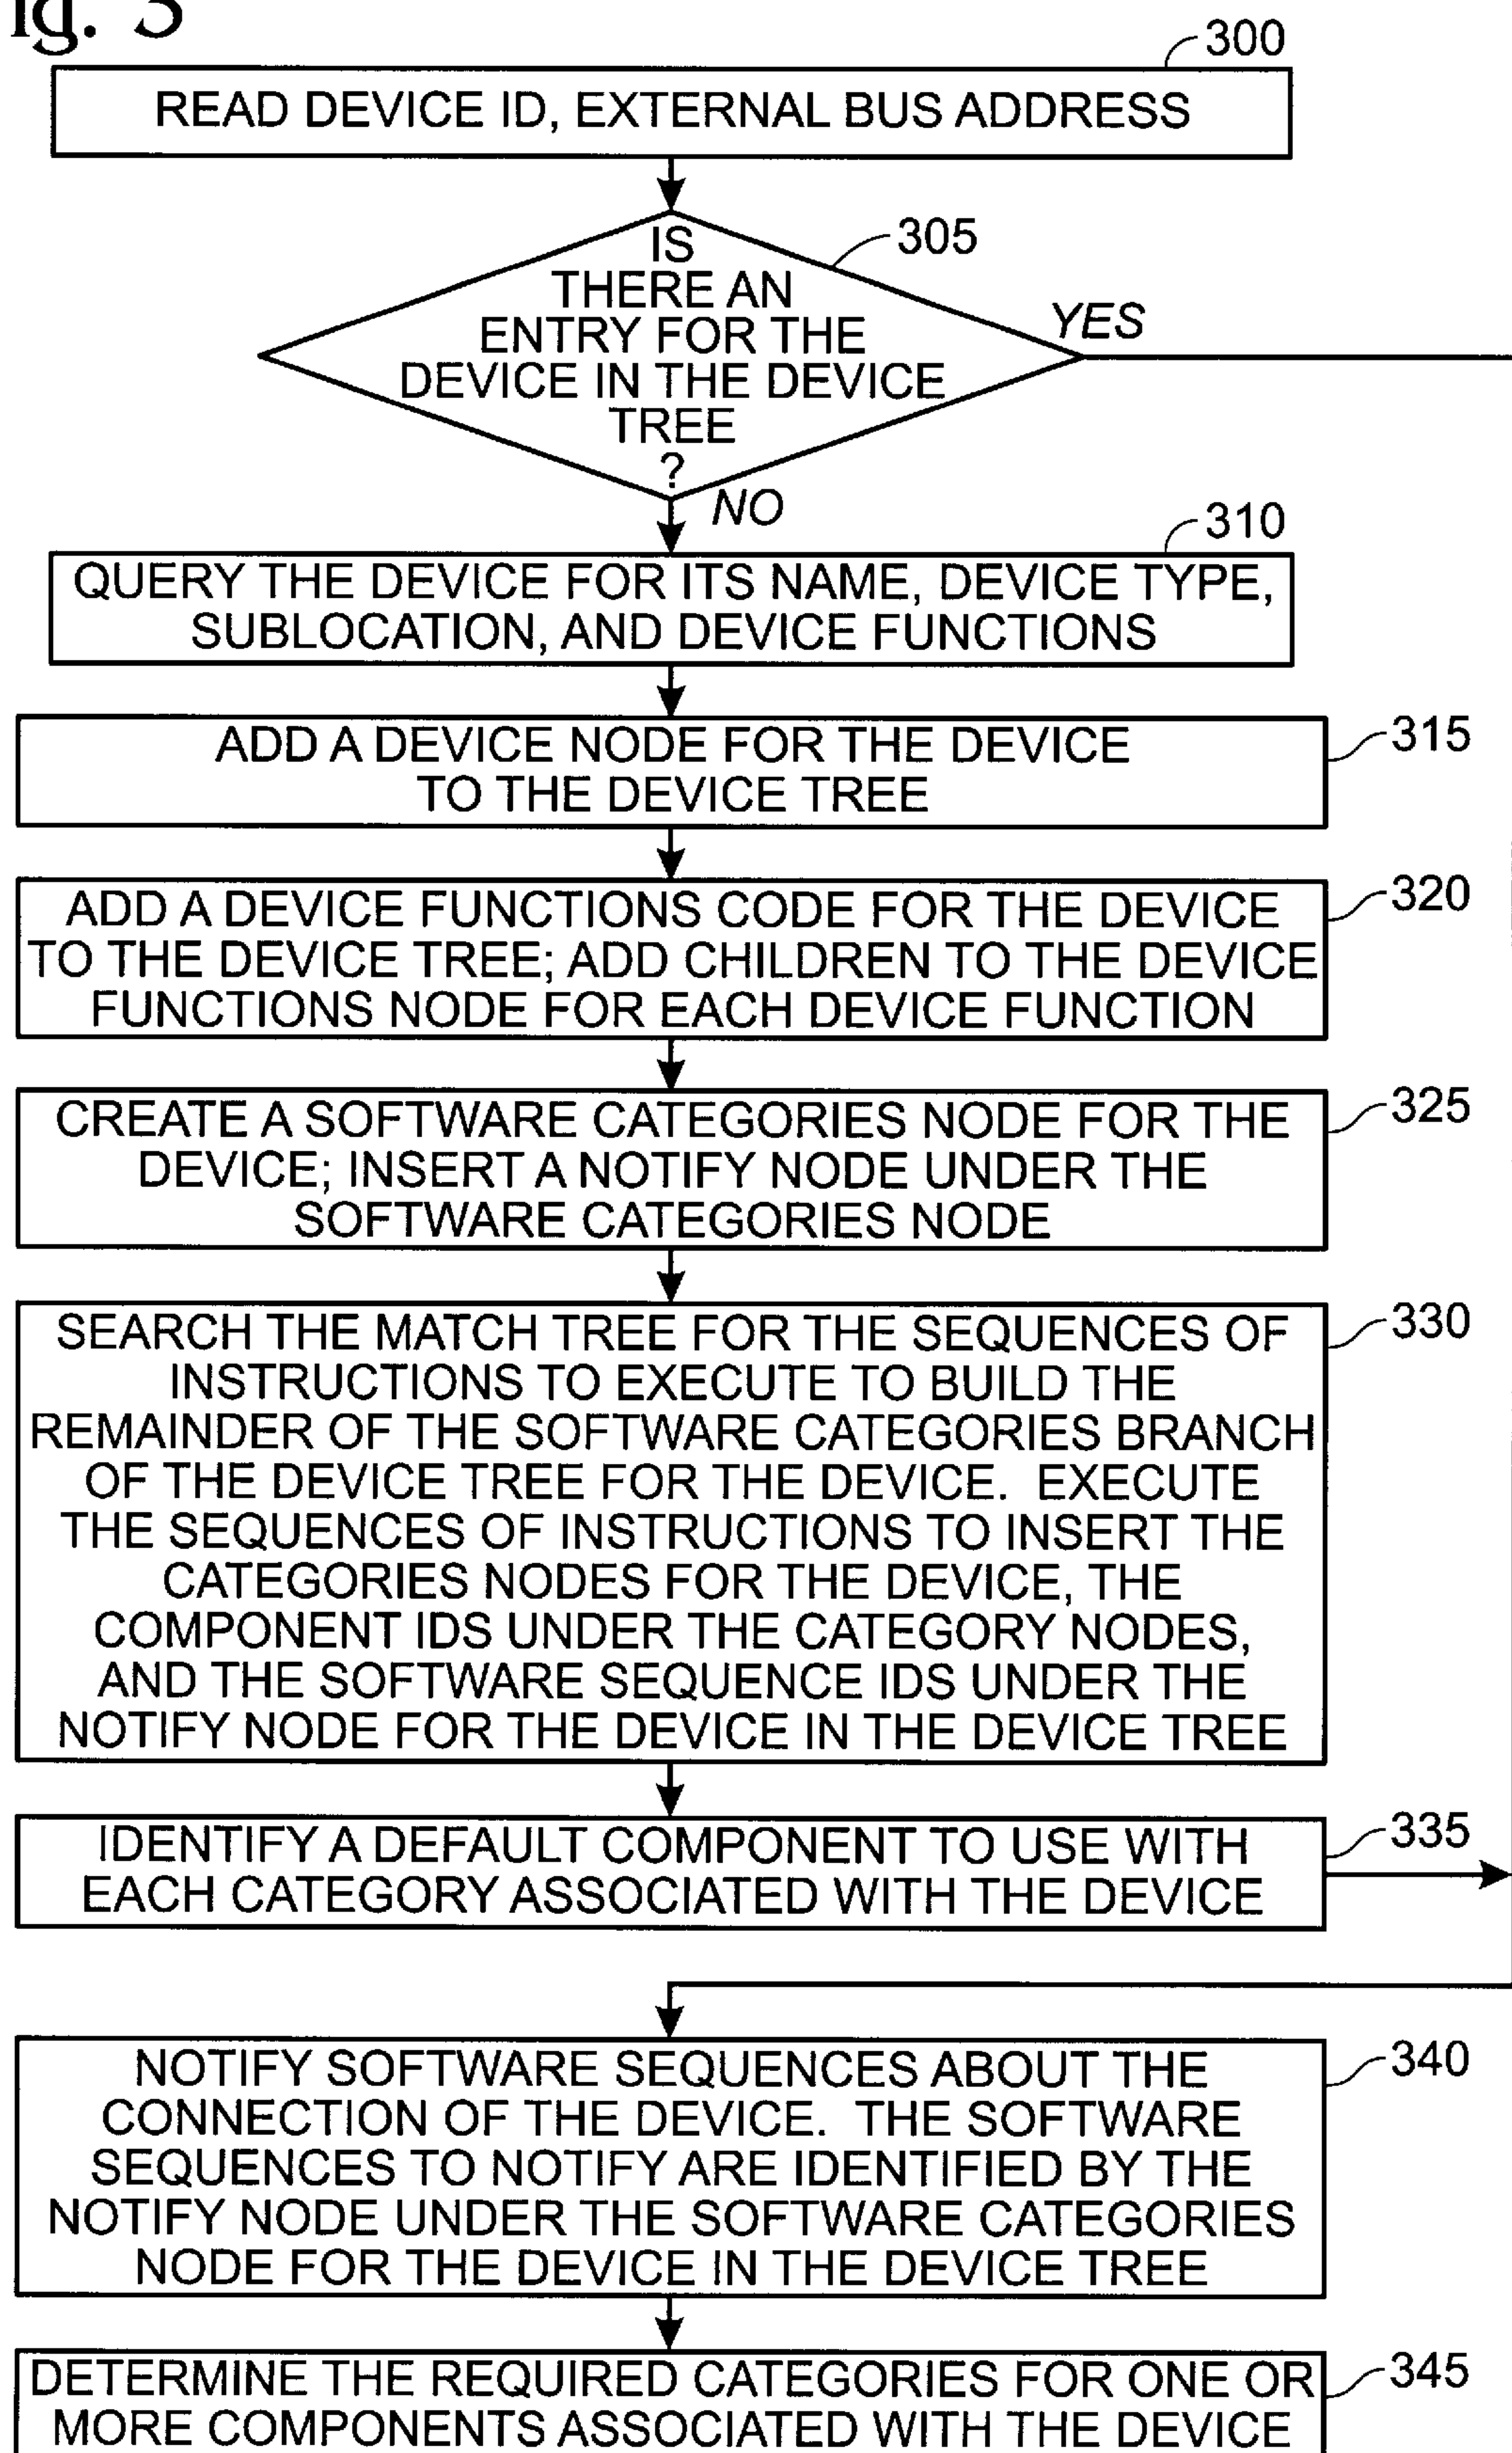 Fig. 3
300
READ DEVICE ID, EXTERNAL BUS ADDRESS
305
IS
THERE AN
ENTRY FOR THE
DEVICE IN THE DEVICE
TREE
?
YES
NO
310
QUERY THE DEVICE FOR ITS NAME, DEVICE TYPE,
SUBLOCATION, AND DEVICE FUNCTIONS
315
ADD A DEVICE NODE FOR THE DEVICE
TO THE DEVICE TREE
320
ADD A DEVICE FUNCTIONS CODE FOR THE DEVICE
TO THE DEVICE TREE; ADD CHILDREN TO THE DEVICE
FUNCTIONS NODE FOR EACH DEVICE FUNCTION
325
CREATE A SOFTWARE CATEGORIES NODE FOR THE
DEVICE; INSERT A NOTIFY NODE UNDER THE
SOFTWARE CATEGORIES NODE
330
SEARCH THE MATCH TREE FOR THE SEQUENCES OF
INSTRUCTIONS TO EXECUTE TO BUILD THE
REMAINDER OF THE SOFTWARE CATEGORIES BRANCH
OF THE DEVICE TREE FOR THE DEVICE. EXECUTE
THE SEQUENCES OF INSTRUCTIONS TO INSERT THE
CATEGORIES NODES FOR THE DEVICE, THE
COMPONENT IDS UNDER THE CATEGORY NODES,
AND THE SOFTWARE SEQUENCE IDS UNDER THE
NOTIFY NODE FOR THE DEVICE IN THE DEVICE TREE
335
IDENTIFY A DEFAULT COMPONENT TO USE WITH
EACH CATEGORY ASSOCIATED WITH THE DEVICE
340
NOTIFY SOFTWARE SEQUENCES ABOUT THE
CONNECTION OF THE DEVICE. THE SOFTWARE
SEQUENCES TO NOTIFY ARE IDENTIFIED BY THE
NOTIFY NODE UNDER THE SOFTWARE CATEGORIES
NODE FOR THE DEVICE IN THE DEVICE TREE
345
DETERMINE THE REQUIRED CATEGORIES FOR ONE OR
MORE COMPONENTS ASSOCIATED WITH THE DEVICE